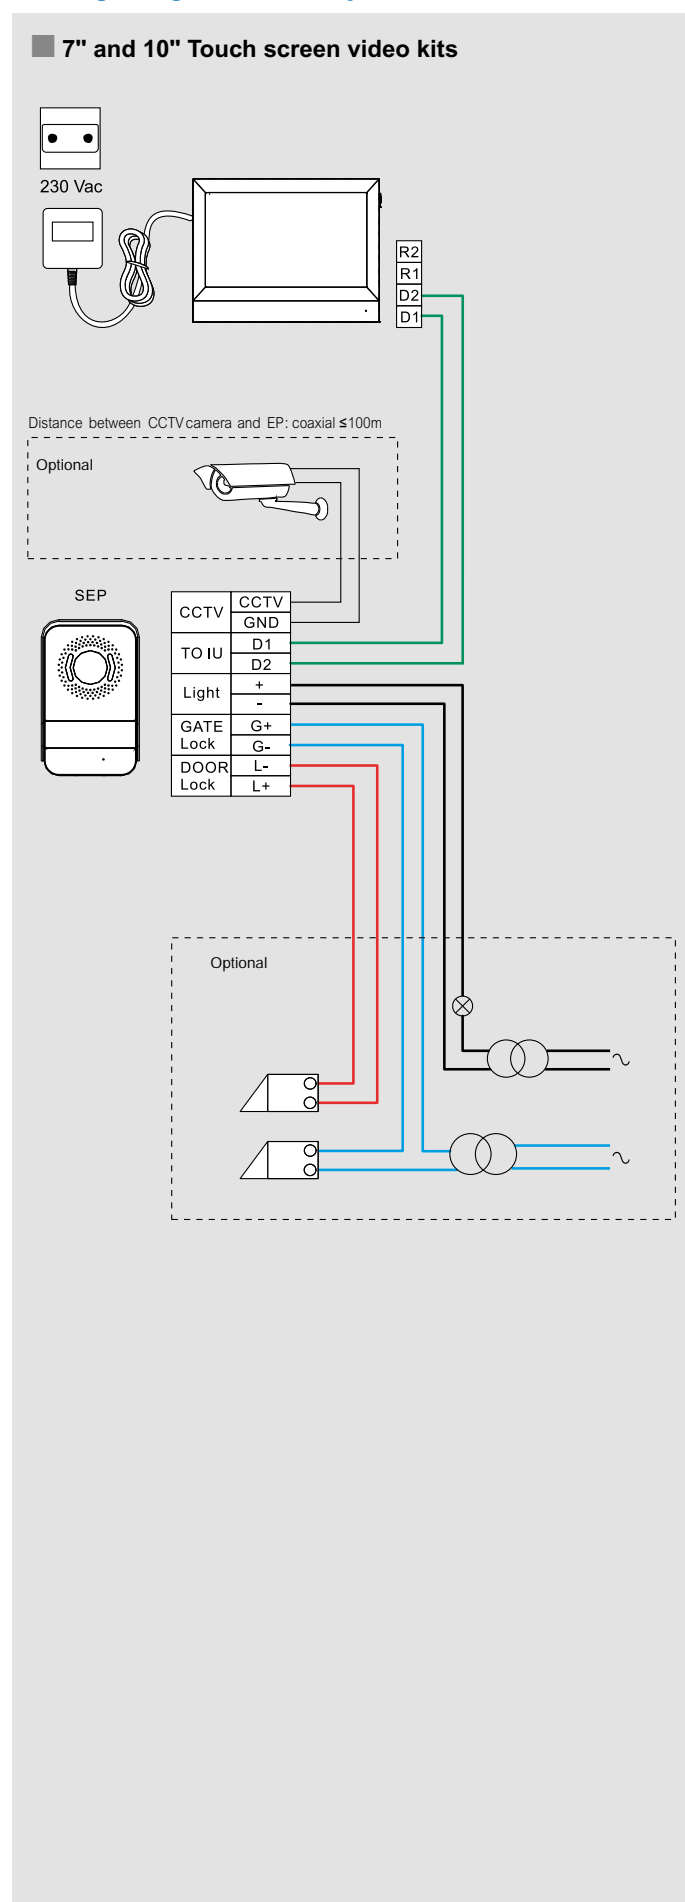 7" and 10" Touch screen video kits
230 Vac
R2
R1
D2
D1
Distance between CCTV camera and EP: coaxial ≤100m
Optional
SEP
CCTV
CCTV
GND
TO IU
D1
D2
Light
+
-
GATE
Lock
G+
G-
DOOR
Lock
L-
L+
Optional